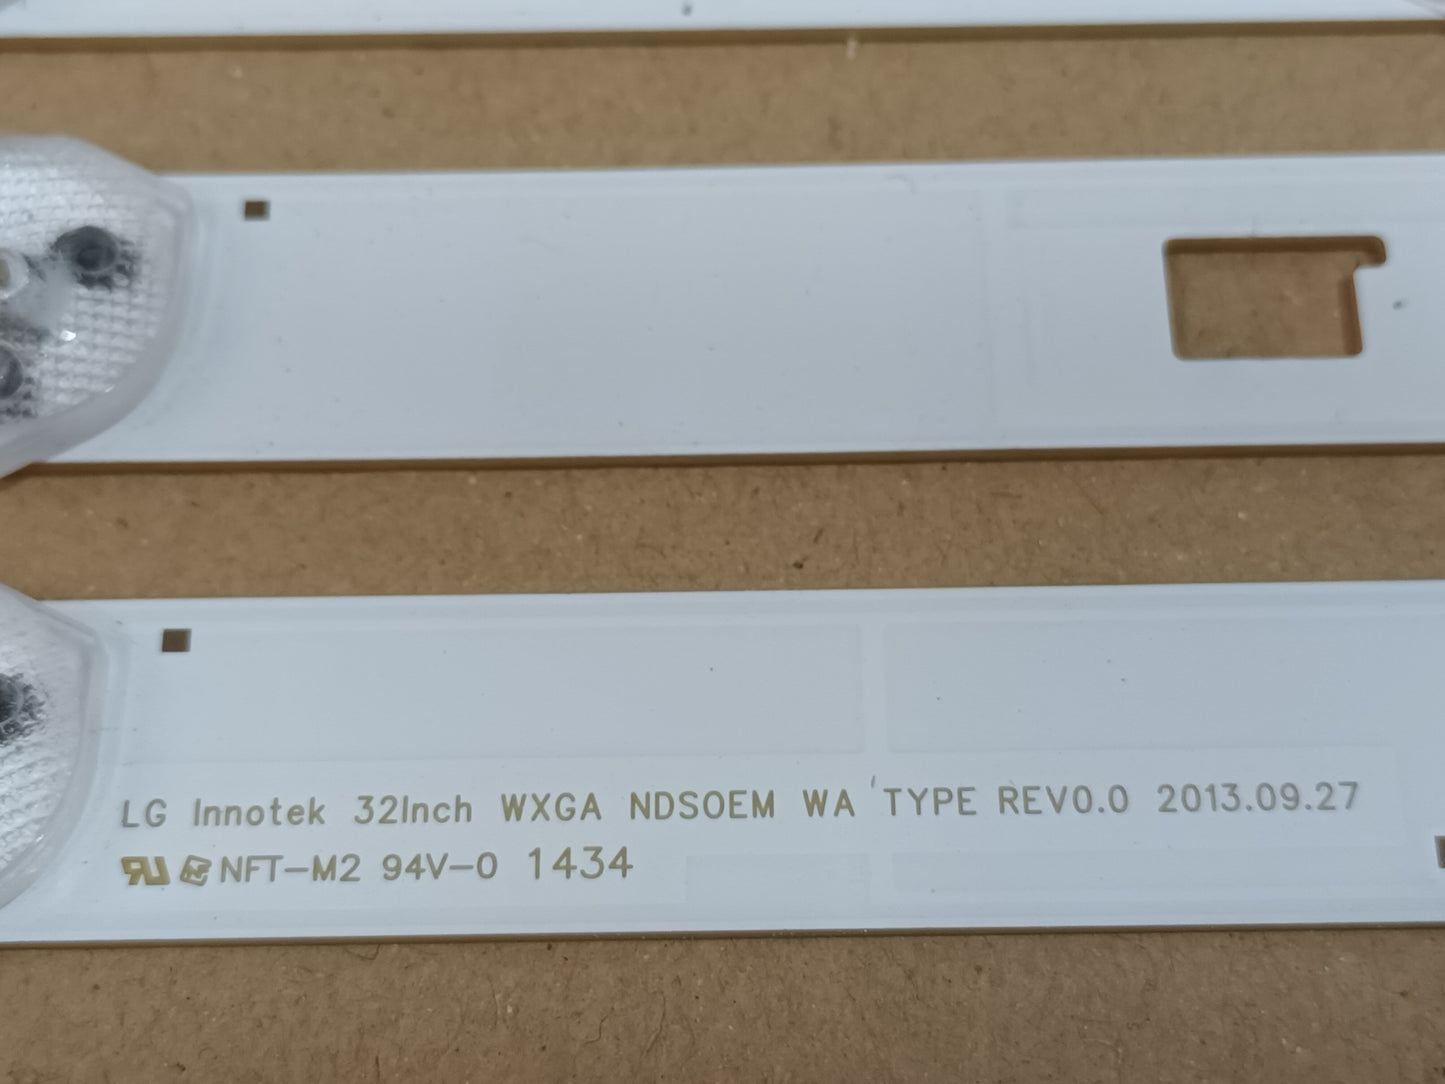 LG Innotek 32Inch WXGA NDSOEM WA TYPE REV0.0 2013.09.27
NFT-M2 94V-0 1434